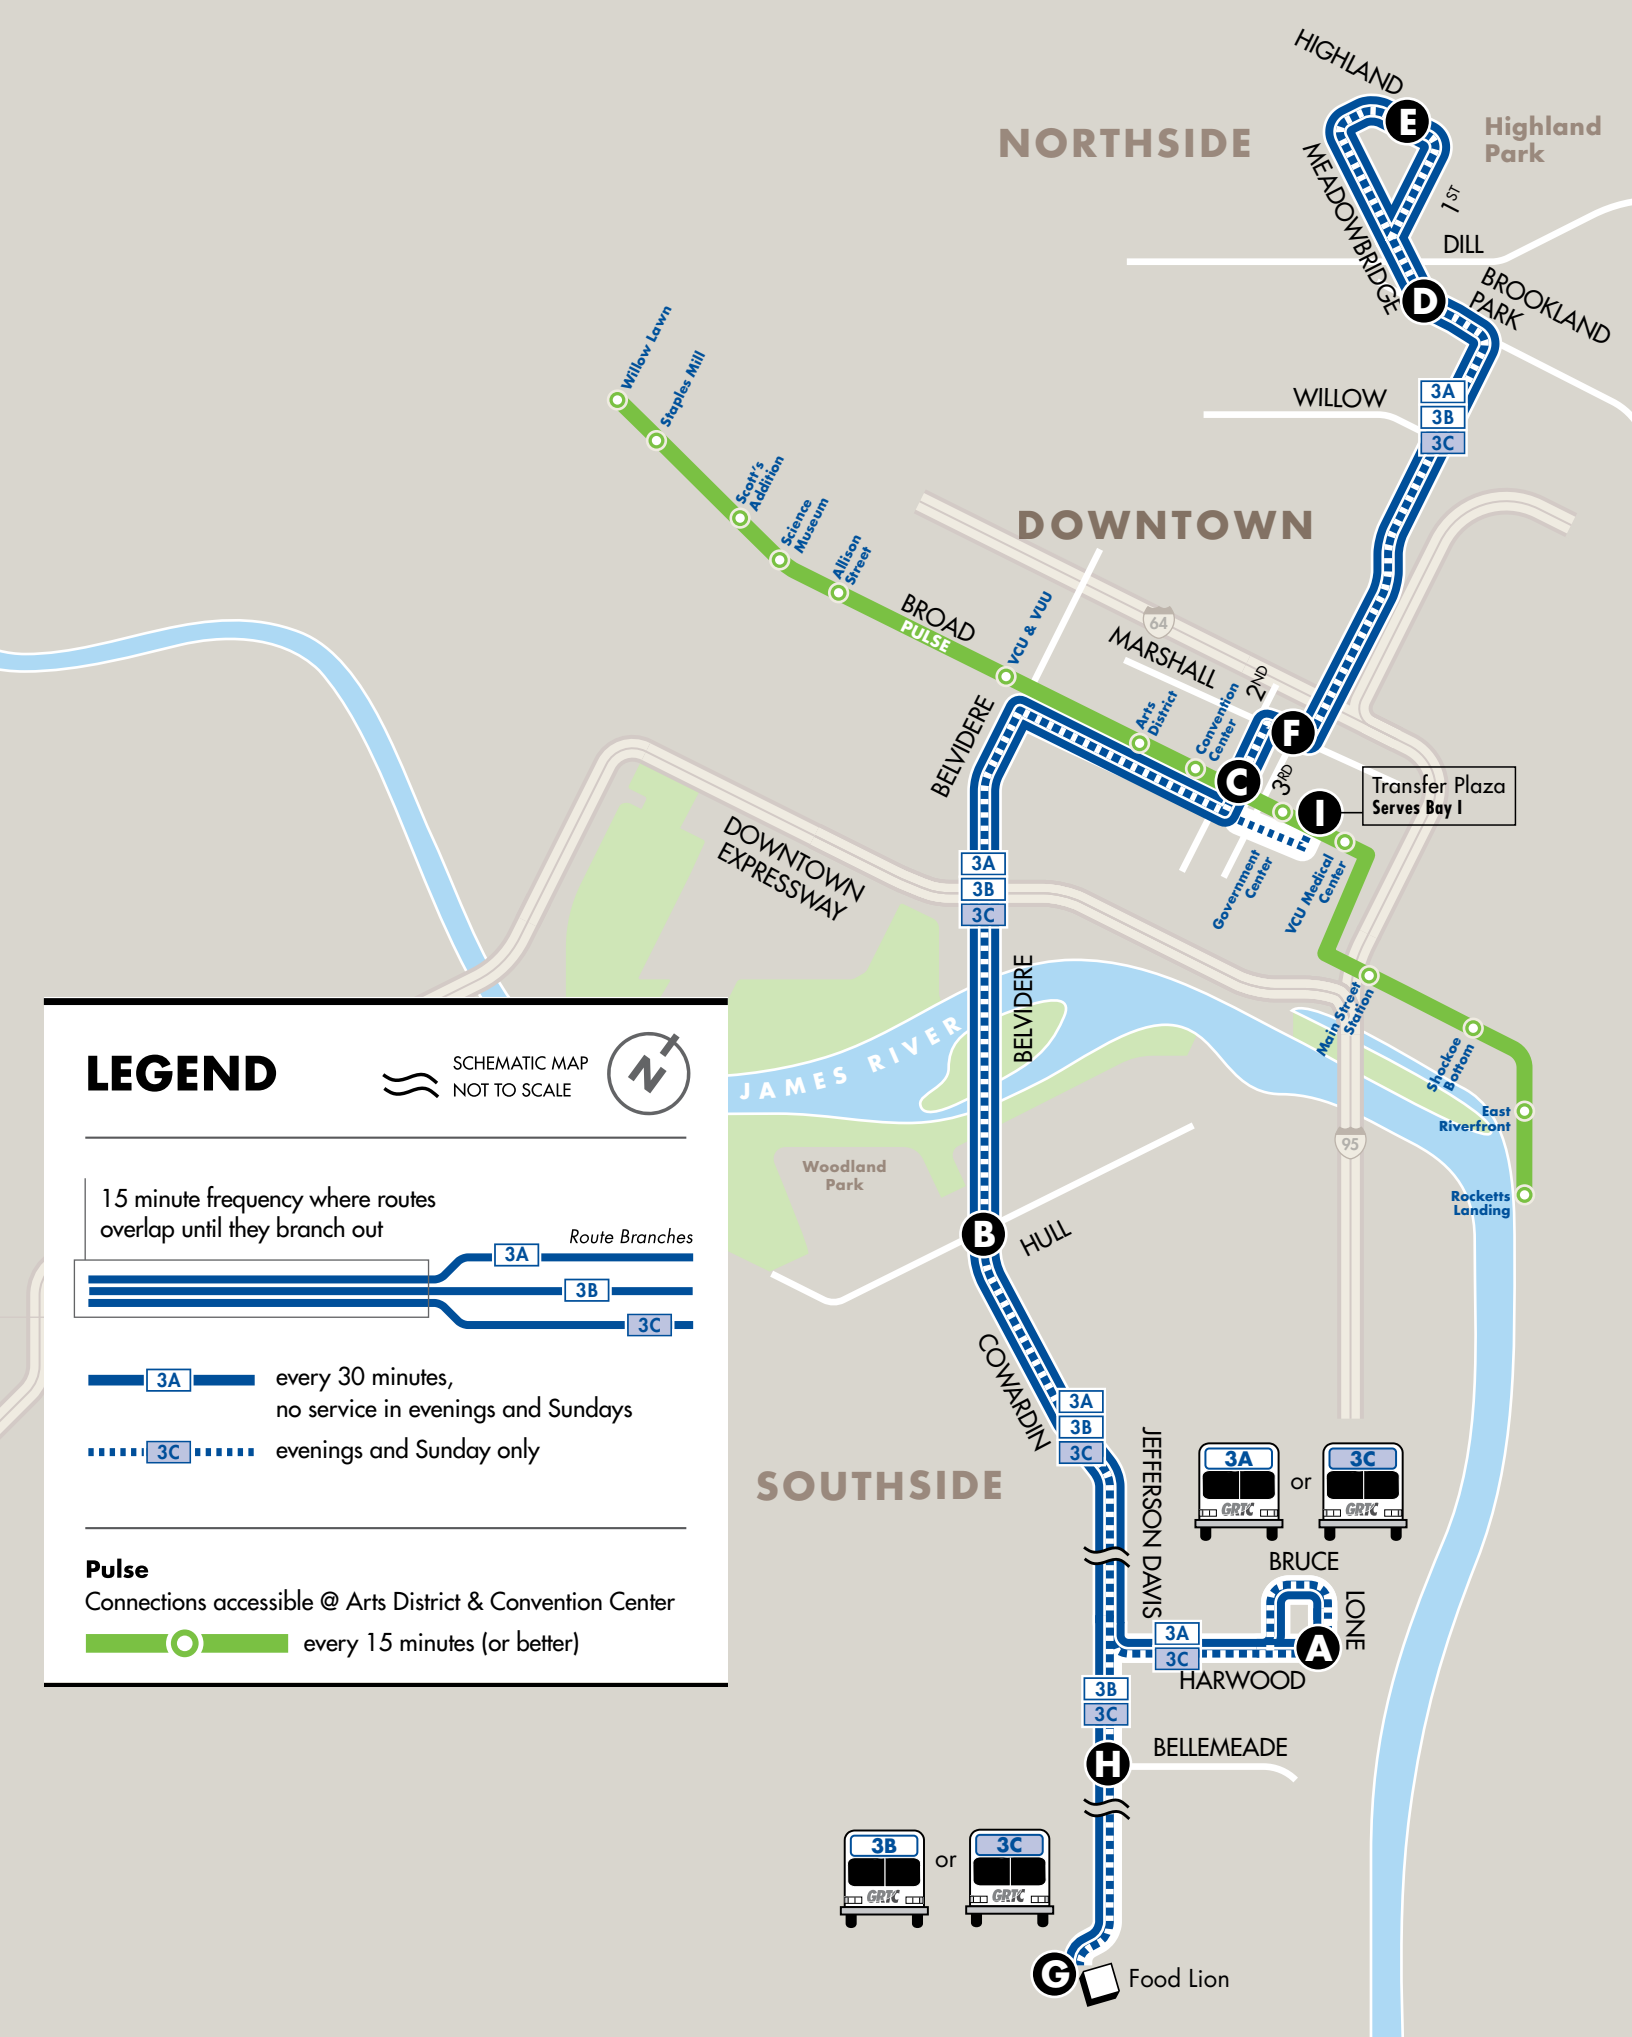 HIGHLAND
E
NORTHSIDE
Highland
Park
MEADOWBRIDGE
1ST
DILL
D
BROOKLAND
PARK
WILLOW
3A
3B
3C
Willow Lawn
Staples Mill
Scott's
Addition
Science
Museum
Allison
Street
DOWNTOWN
BROAD
PULSE
VCU & VUU
64
MARSHALL
2ND
Arts
District
Convention
Center
F
BELVIDERE
C
3RD
I
Transfer Plaza
Serves Bay I
DOWNTOWN
EXPRESSWAY
3A
3B
3C
Government
Center
VCU Medical
Center
BELVIDERE
JAMES RIVER
Main Street
Station
Shockoe
Bottom
East
Riverfront
95
Woodland
Park
Rocketts
Landing
B
HULL
LEGEND
SCHEMATIC MAP
NOT TO SCALE
N
15 minute frequency where routes
overlap until they branch out
Route Branches
3A
3B
3C
3A
every 30 minutes,
no service in evenings and Sundays
3C
evenings and Sunday only
Pulse
Connections accessible @ Arts District & Convention Center
every 15 minutes (or better)
COWARDIN
3A
3B
3C
SOUTHSIDE
JEFFERSON DAVIS
3A
GRTC
or
3C
GRTC
BRUCE
LONE
3A
3C
A
HARWOOD
3B
3C
H
BELLEMEADE
3B
GRTC
or
3C
GRTC
G
Food Lion